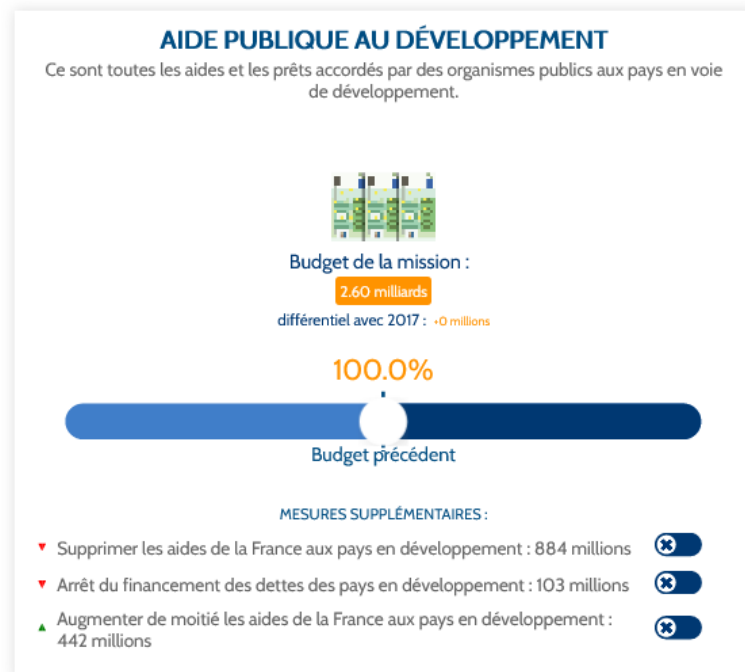 AIDE PUBLIQUE AU DÉVELOPPEMENT
Ce sont toutes les aides et les prêts accordés par des organismes publics aux pays en voie
de développement.
Budget de la mission :
2.60 milliards
différentiel avec 2017 : +0 millions
100.0%
Budget précédent
MESURES SUPPLÉMENTAIRES :
Supprimer les aides de la France aux pays en développement : 884 millions
Arrêt du financement des dettes des pays en développement : 103 millions
Augmenter de moitié les aides de la France aux pays en développement :
442 millions